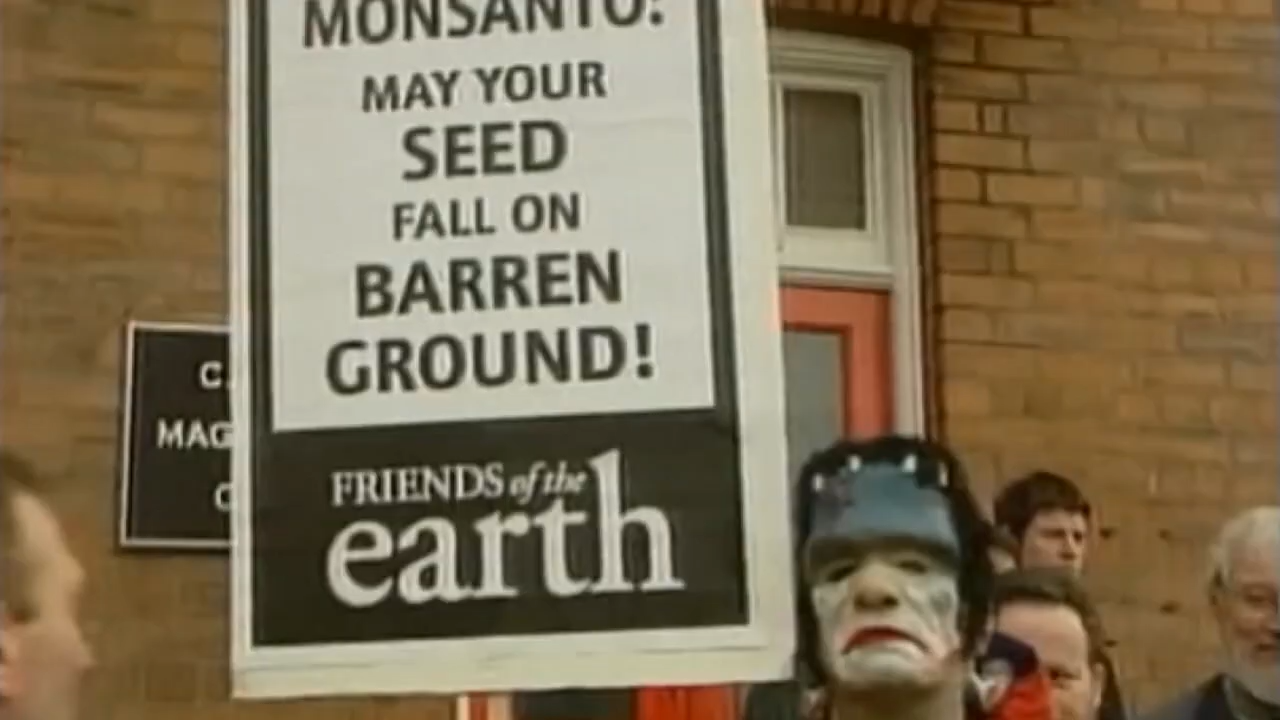 MONSANTO:
MAY YOUR
SEED
FALL ON
BARREN
GROUND!
FRIENDS of the
earth